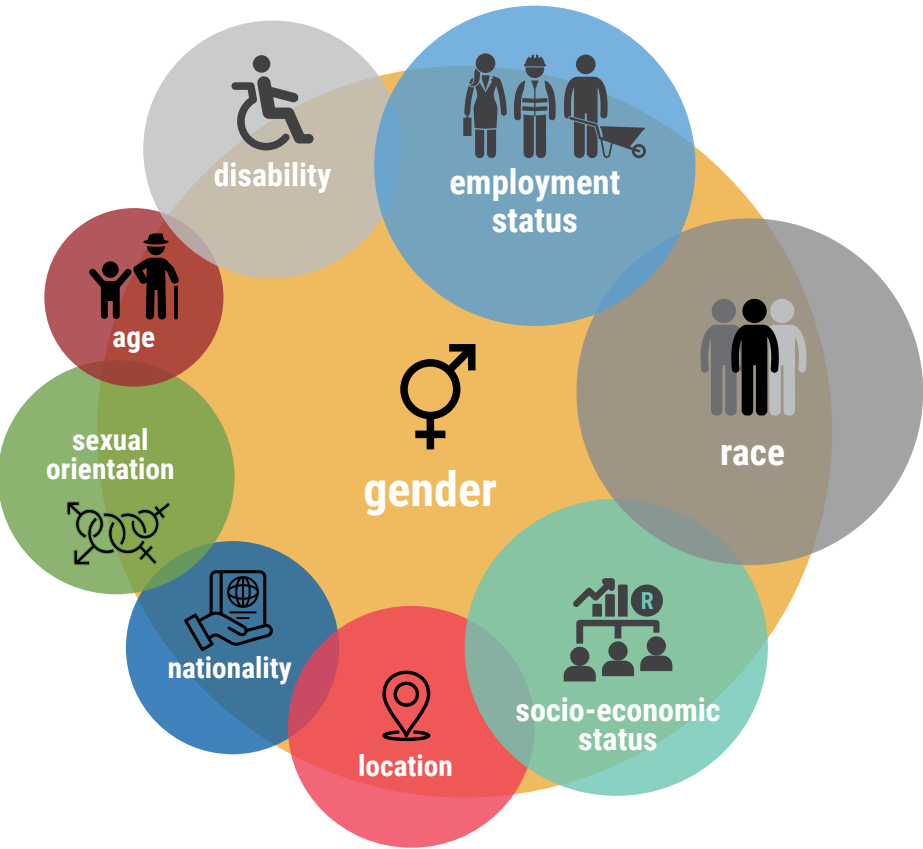 disability
employment
status
age
race
sexual
orientation
gender
R
nationality
socio-economic
status
location